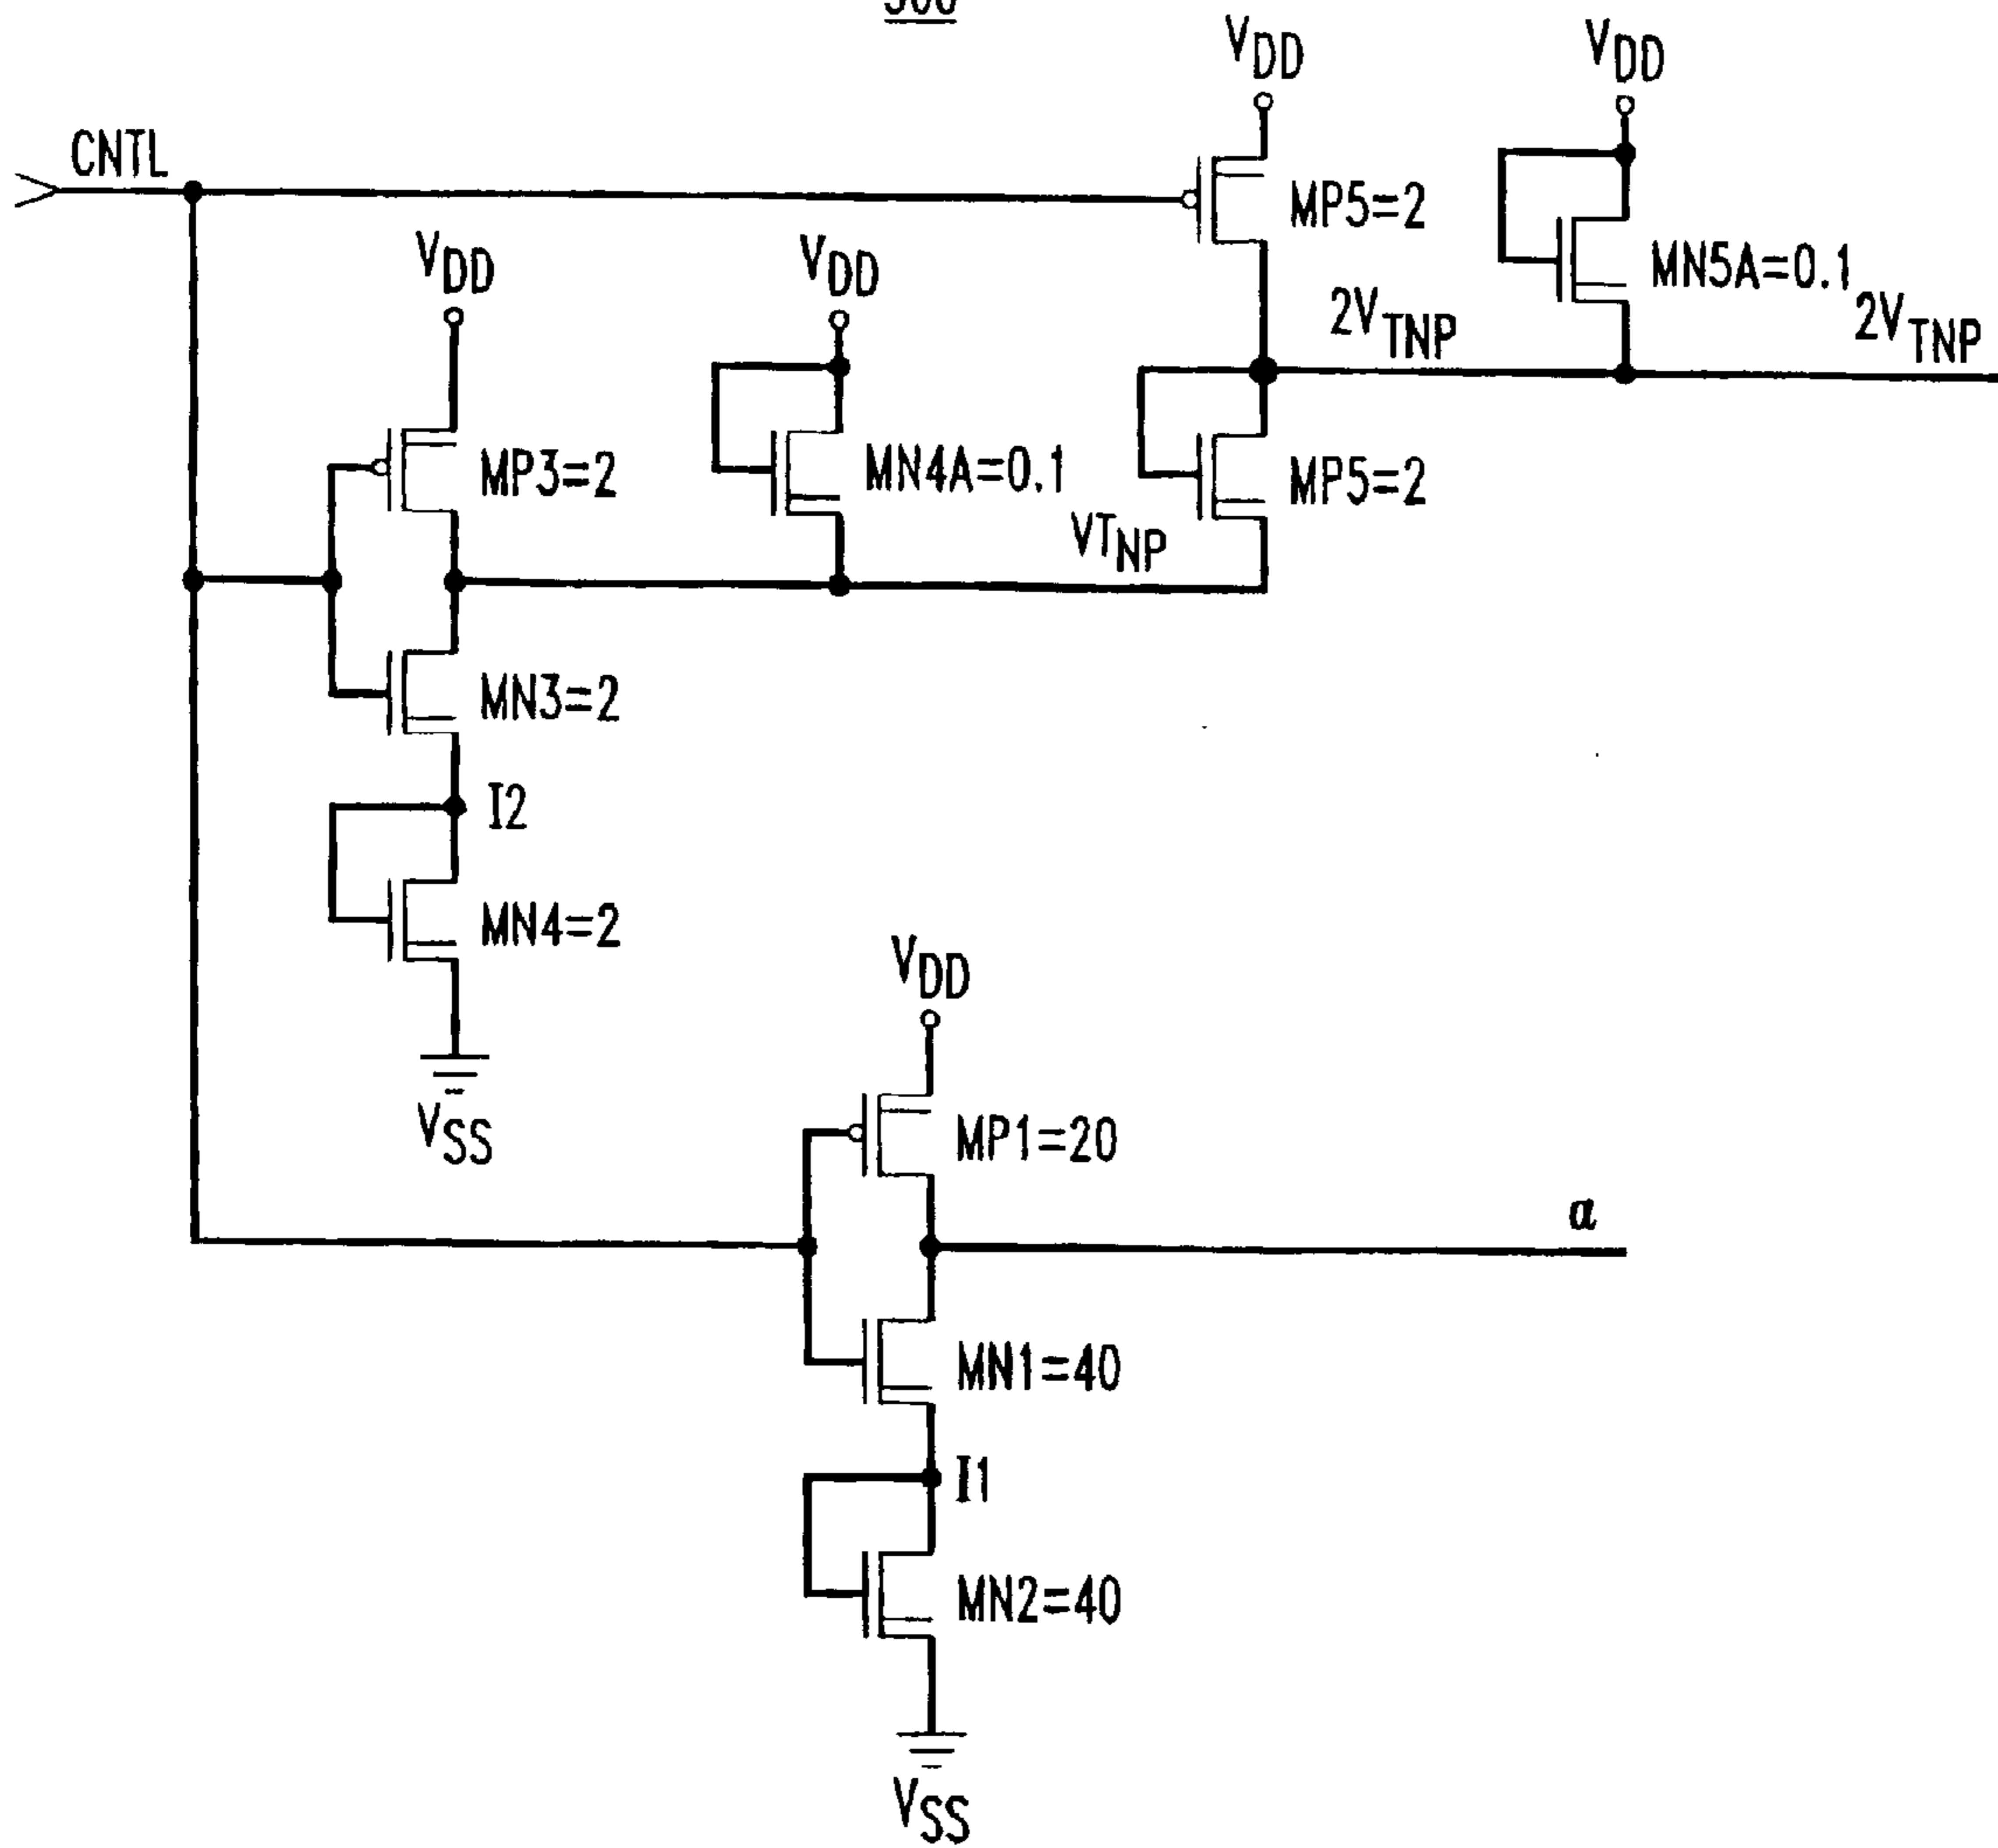 VDD
VDD
CNTL
MP5=2
VDD
VDD
MN5A=0.1
2VTNP
2VTNP
MP3=2
MN4A=0.1
MP5=2
VTNP
MN3=2
I2
MN4=2
VDD
VSS
MP1=20
α
MN1=40
I1
MN2=40
VSS